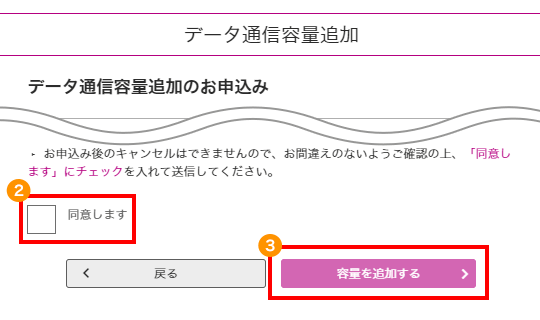 データ通信容量追加
データ通信容量追加のお申込み
・ お申込み後のキャンセルはできませんので、お間違えのないようご確認の上、「同意し
ます」にチェックを入れて送信してください。
2
同意します
3
戻る
容量を追加する